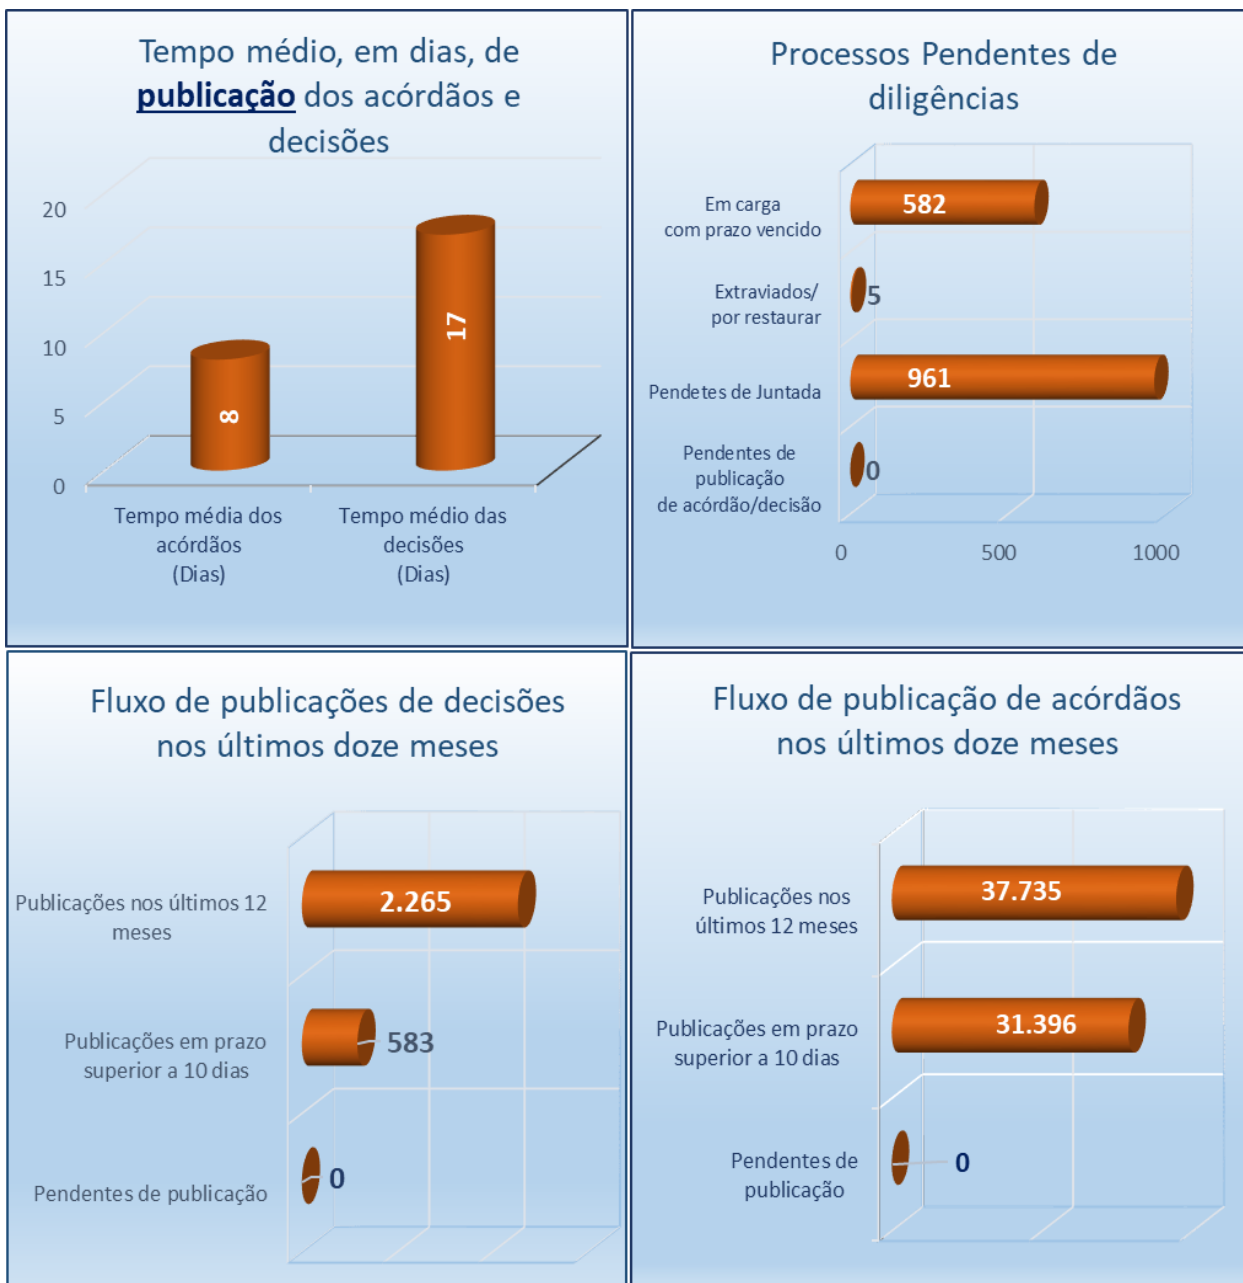 Tempo médio, em dias, de
publicação dos acórdãos e
decisões
20
15
10
5
0
8
17
Tempo média dos
acórdãos
(Dias)
Tempo médio das
decisões
(Dias)
Processos Pendentes de
diligências
Em carga
com prazo vencido
582
Extraviados/
por restaurar
5
Pendetes de Juntada
961
Pendentes de
publicação
de acórdão/decisão
0
0
500
1000
Fluxo de publicações de decisões
nos últimos doze meses
Publicações nos últimos 12
meses
2.265
Publicações em prazo
superior a 10 dias
583
Pendentes de publicação
0
Fluxo de publicação de acórdãos
nos últimos doze meses
Publicações nos
últimos 12 meses
37.735
Publicações em prazo
superior a 10 dias
31.396
Pendentes de
publicação
0